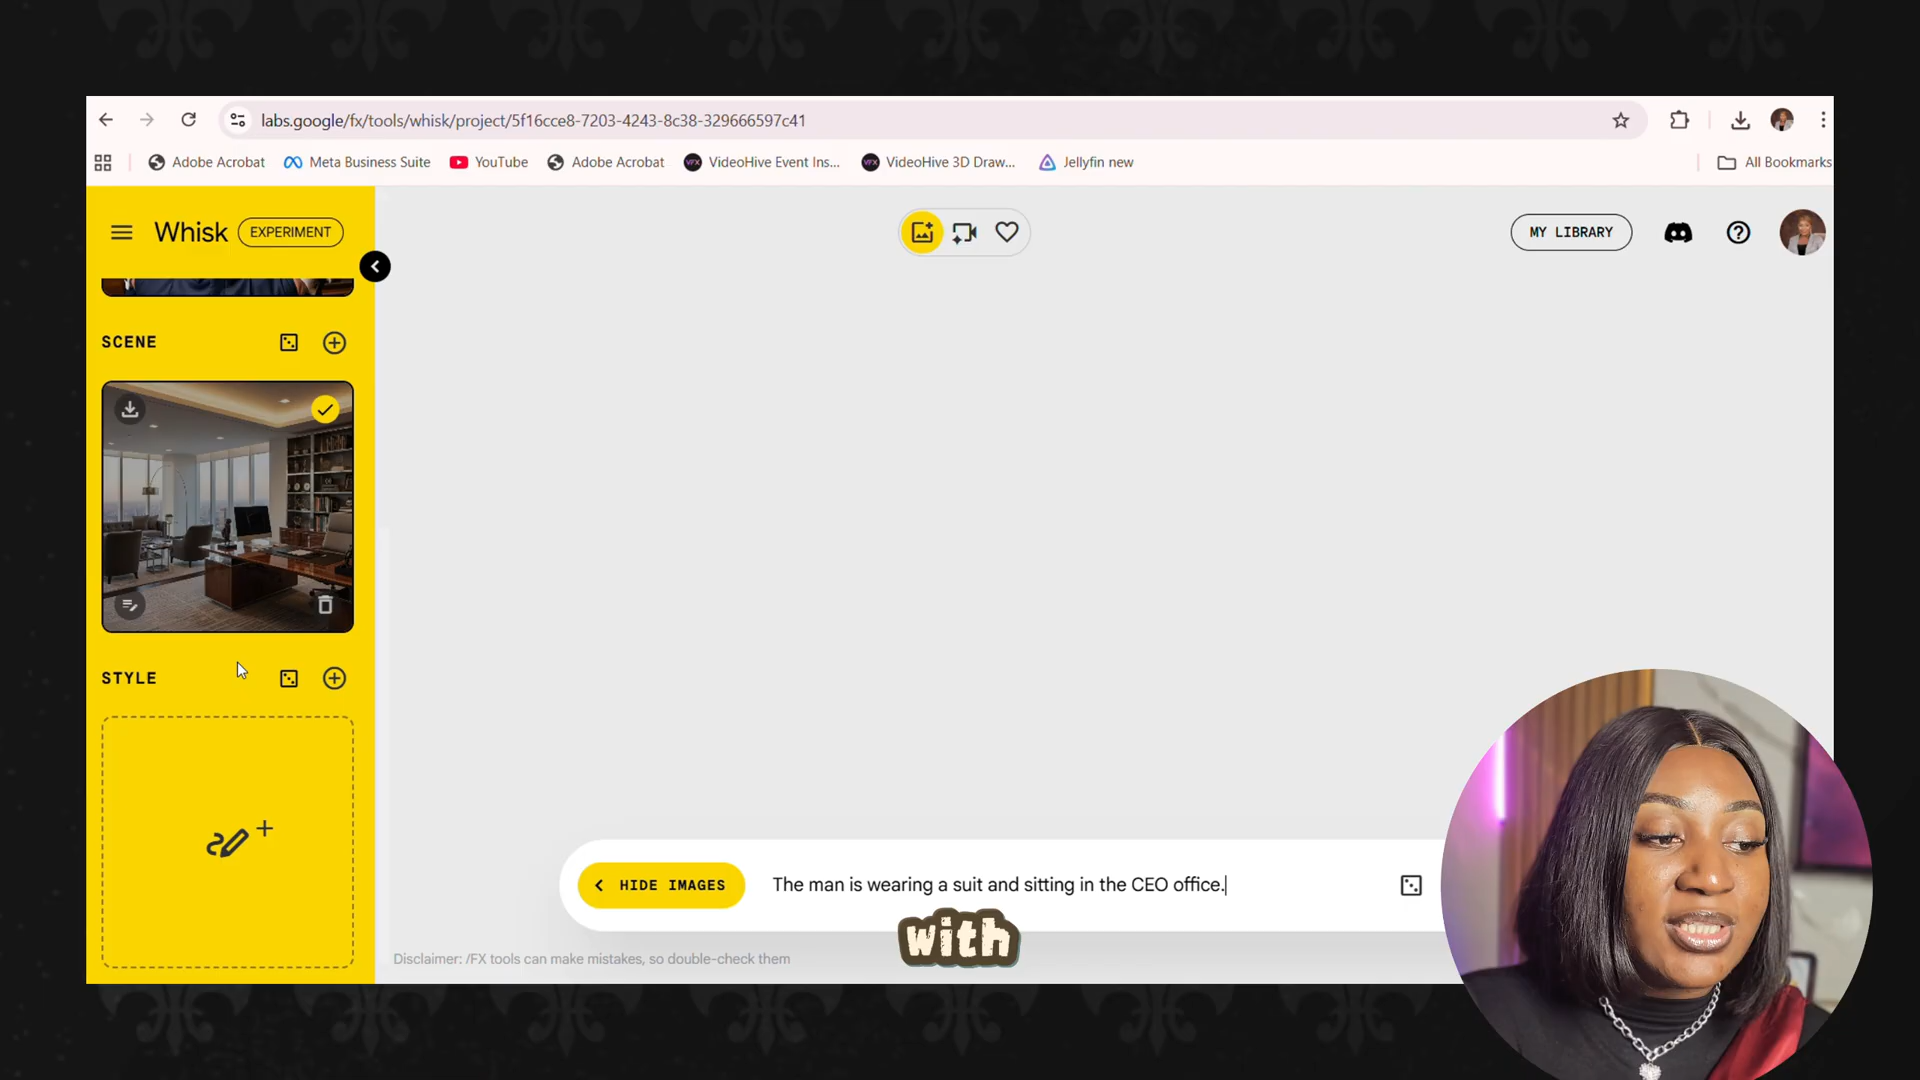 labs.google/fx/tools/whisk/project/5f16cce8-7203-4243-8c38-329666597c41
Adobe Acrobat
Meta Business Suite
YouTube
Adobe Acrobat
VideoHive Event Ins...
VideoHive 3D Draw...
Jellyfin new
All Bookmarks
Whisk
EXPERIMENT
MY LIBRARY
SCENE
STYLE
HIDE IMAGES
The man is wearing a suit and sitting in the CEO office.
with
Disclaimer: /FX tools can make mistakes, so double-check them